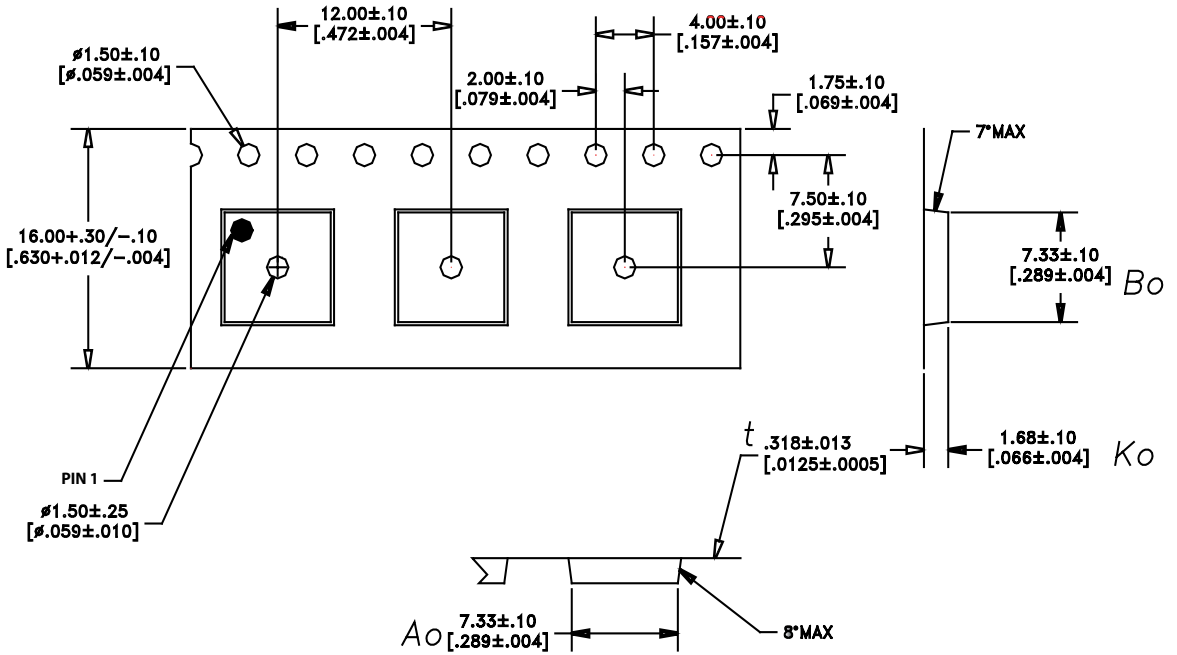 12.00±.10
[.472±.004]
4.00±.10
[.157±.004]
ø1.50±.10
[ø.059±.004]
2.00±.10
[.079±.004]
1.75±.10
[.069±.004]
7°MAX
7.50±.10
[.295±.004]
16.00+.30/-.10
[.630+.012/-.004]
7.33±.10
[.289±.004]
Bo
t
.318±.013
[.0125±.0005]
1.68±.10
[.066±.004]
Ko
PIN 1
ø1.50±.25
[ø.059±.010]
Ao
7.33±.10
[.289±.004]
8°MAX